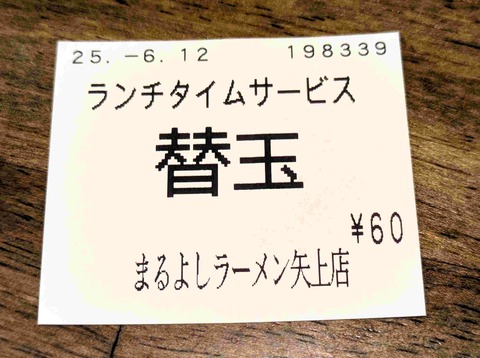 25.-6.12 198339
ランチタイムサービス
替玉
¥60
まるよしラーメン矢上店